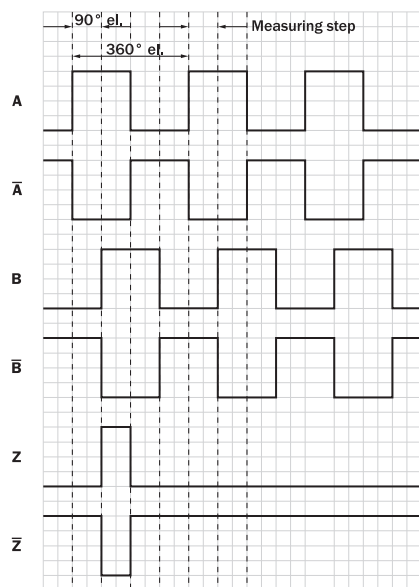 90° el.
Measuring step
360° el.
A
A̅
B
B̅
Z
Z̅